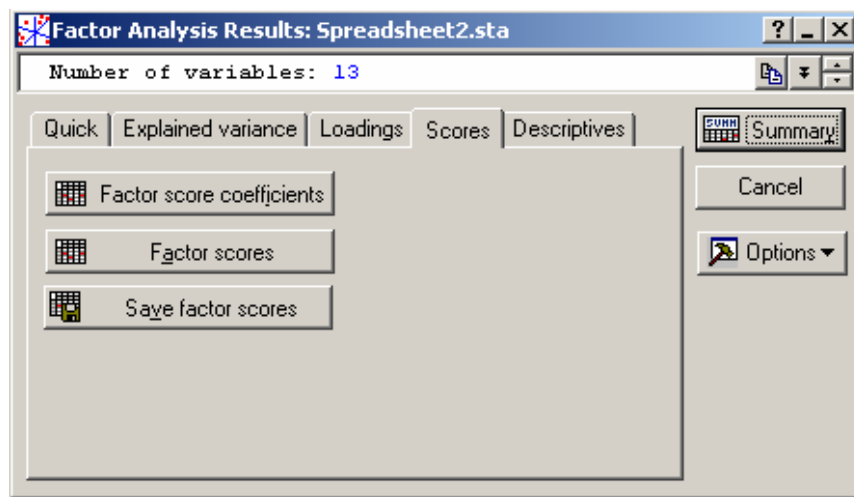 Factor Analysis Results: Spreadsheet2.sta
Number of variables: 13
Quick
Explained variance
Loadings
Scores
Descriptives
SUMM
Summary
Factor score coefficients
Cancel
Factor scores
Options
Save factor scores